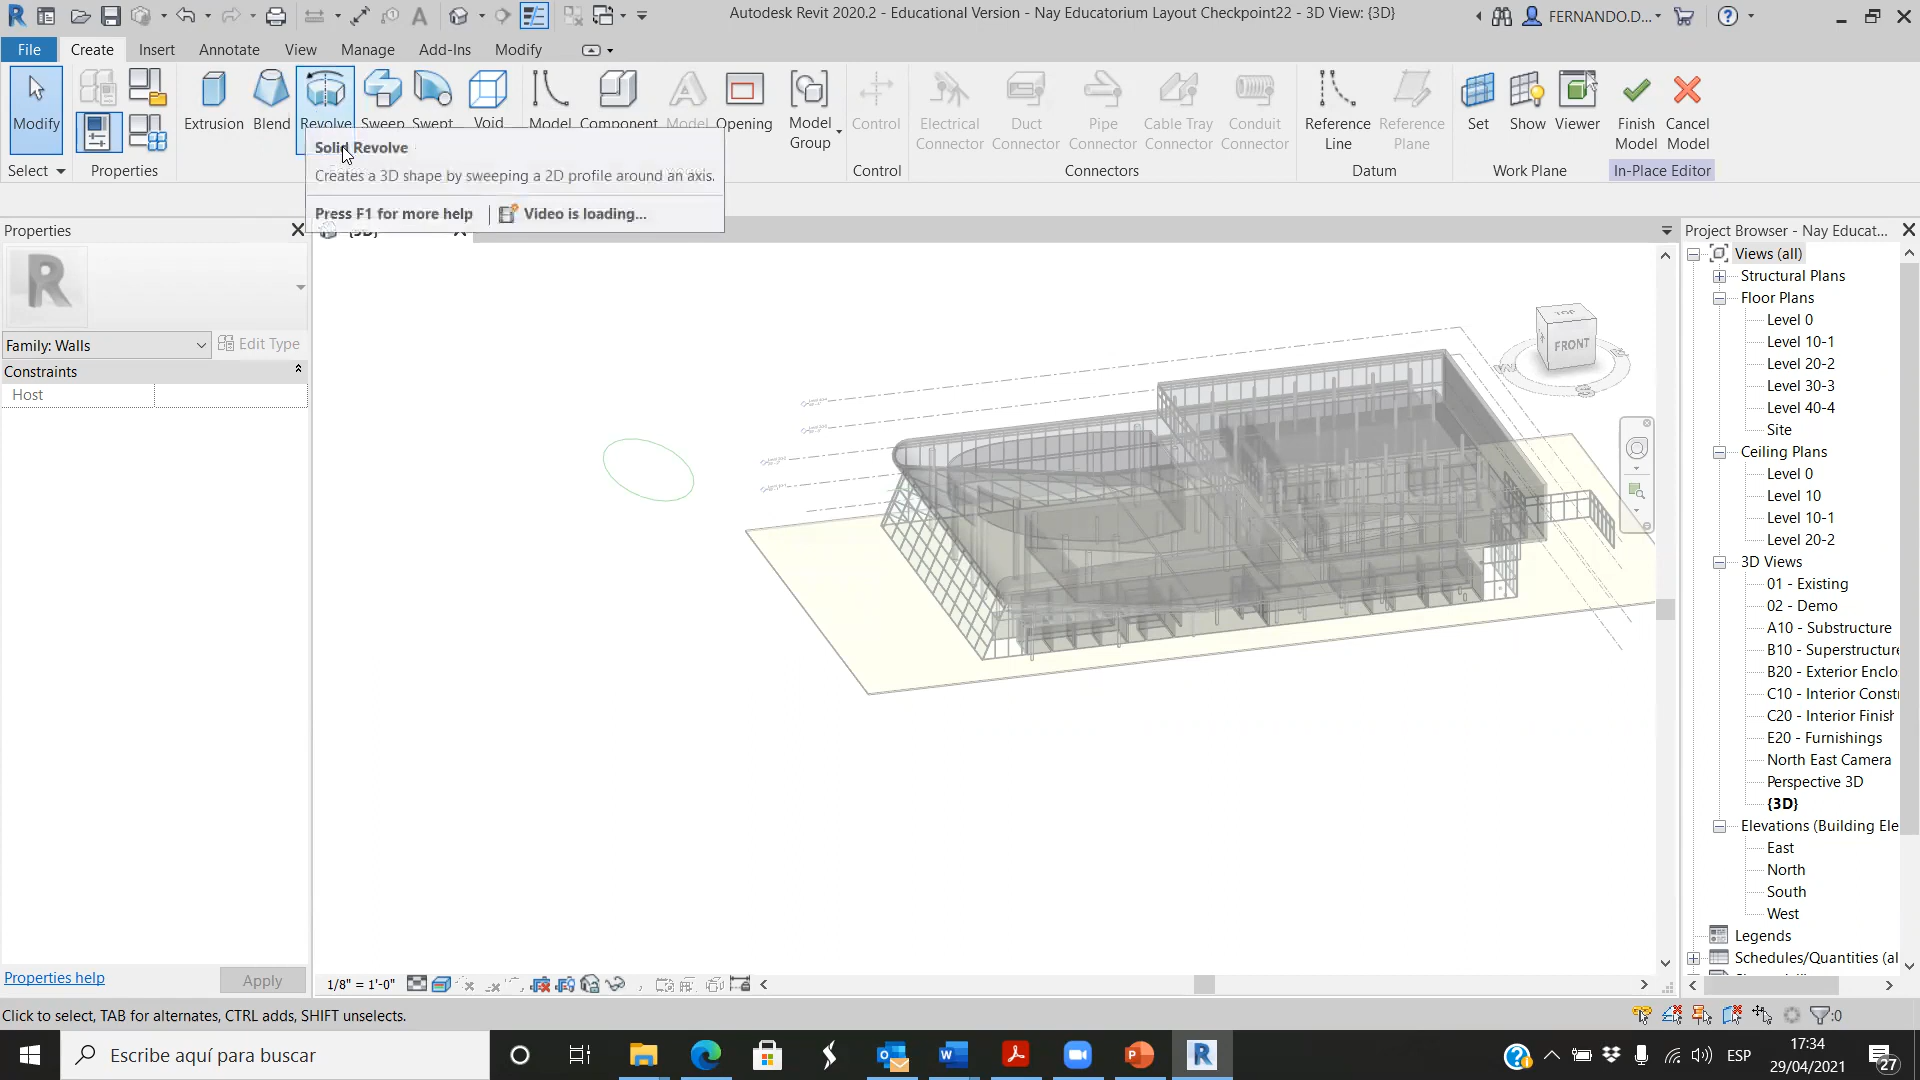 Autodesk Revit 2020.2 - Educational Version - Nay Educatorium Layout Checkpoint22 - 3D View: {3D}
FERNANDO.D...
File Create Insert Annotate View Manage Add-Ins Modify
Modify
Extrusion Blend Revolve Sweep Swept Void
Model Component Model Opening Model Group
Control
Electrical Connector Duct Connector Pipe Connector Cable Tray Connector Conduit Connector
Reference Line Reference Plane
Set Show Viewer
Finish Model Cancel Model
Select Properties Control Connectors Datum Work Plane In-Place Editor
Solid Revolve
Creates a 3D shape by sweeping a 2D profile around an axis.
Press F1 for more help Video is loading...
Properties
Family: Walls Edit Type
Constraints
Host
Properties help Apply
{3D}
TOP
FRONT
Project Browser - Nay Educat...
Views (all)
Structural Plans
Floor Plans
Level 0
Level 10-1
Level 20-2
Level 30-3
Level 40-4
Site
Ceiling Plans
Level 0
Level 10
Level 10-1
Level 20-2
3D Views
01 - Existing
02 - Demo
A10 - Substructure
B10 - Superstructure
B20 - Exterior Enclo
C10 - Interior Const
C20 - Interior Finish
E20 - Furnishings
North East Camera
Perspective 3D
{3D}
Elevations (Building Ele
East
North
South
West
Legends
Schedules/Quantities (al
1/8" = 1'-0"
Click to select, TAB for alternates, CTRL adds, SHIFT unselects.
:0
Escribe aquí para buscar
ESP
17:34
29/04/2021
27